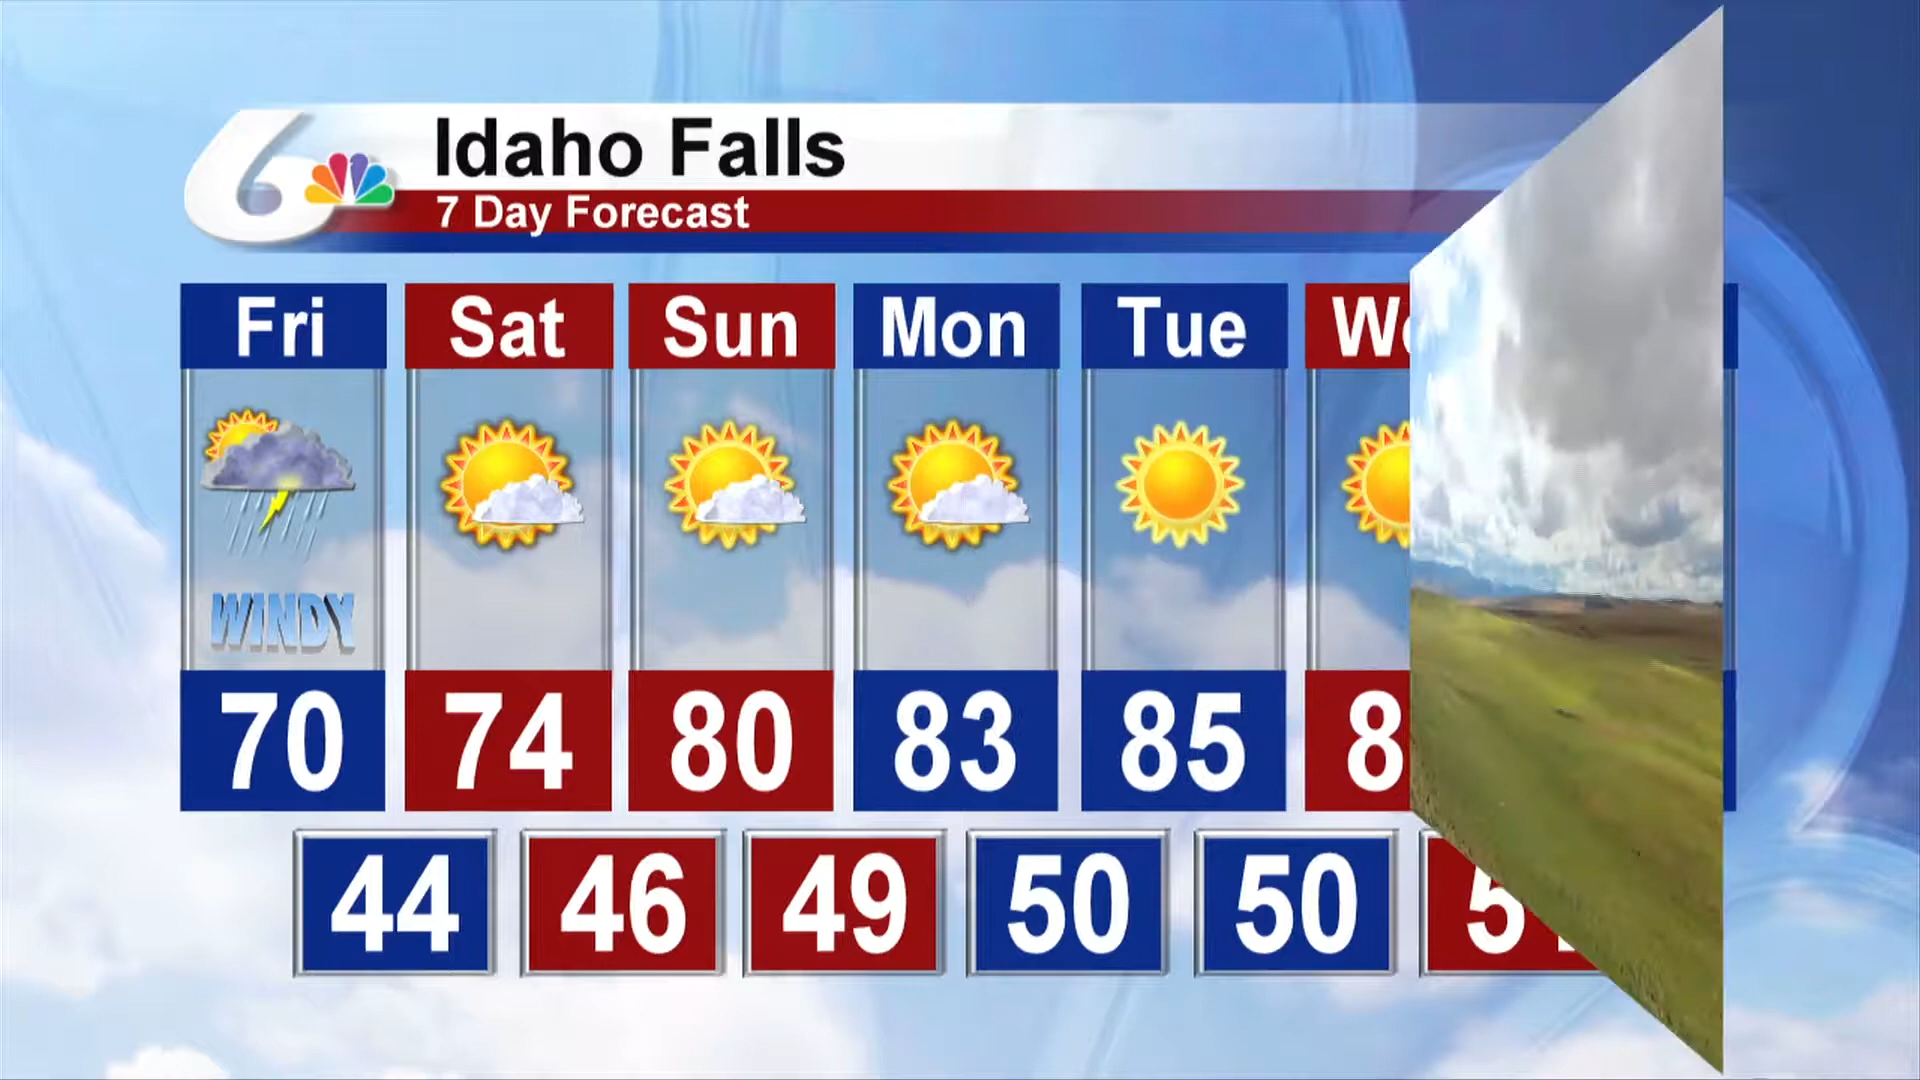 6
Idaho Falls
7 Day Forecast
Fri Sat Sun Mon Tue
WINDY
70 74 80 83 85
44 46 49 50 50